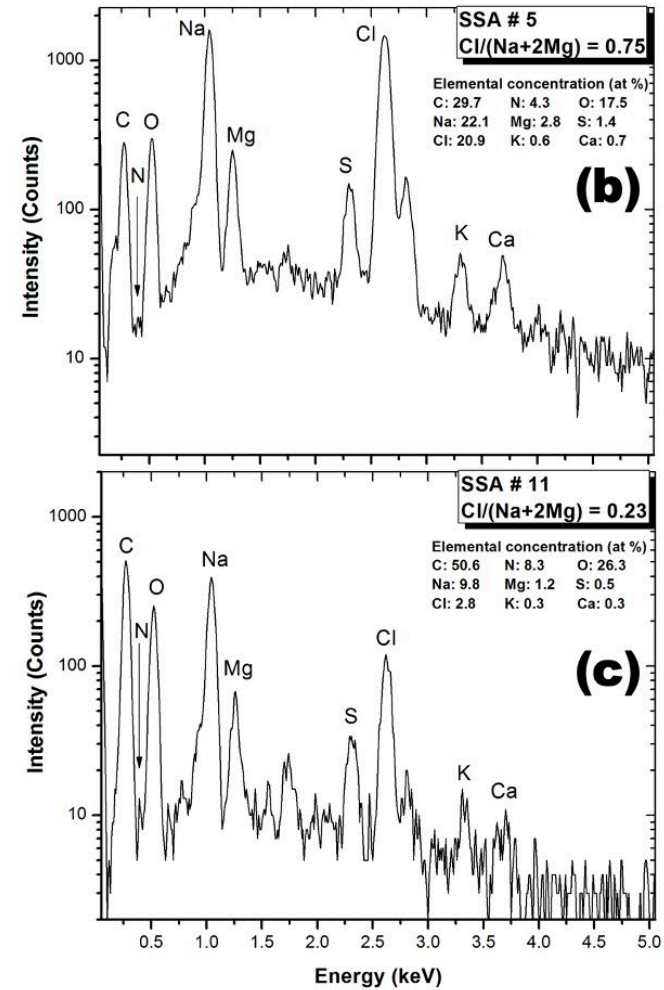 SSA # 5
Cl/(Na+2Mg) = 0.75
Elemental concentration (at %)
C: 29.7 N: 4.3 O: 17.5
Na: 22.1 Mg: 2.8 S: 1.4
Cl: 20.9 K: 0.6 Ca: 0.7
(b)
Na
Cl
C
O
N
Mg
S
K
Ca
1000
100
10
Intensity (Counts)
SSA # 11
Cl/(Na+2Mg) = 0.23
Elemental concentration (at %)
C: 50.6 N: 8.3 O: 26.3
Na: 9.8 Mg: 1.2 S: 0.5
Cl: 2.8 K: 0.3 Ca: 0.3
(c)
C
O
N
Na
Mg
S
Cl
K
Ca
1000
100
10
Intensity (Counts)
0.5 1.0 1.5 2.0 2.5 3.0 3.5 4.0 4.5 5.0
Energy (keV)